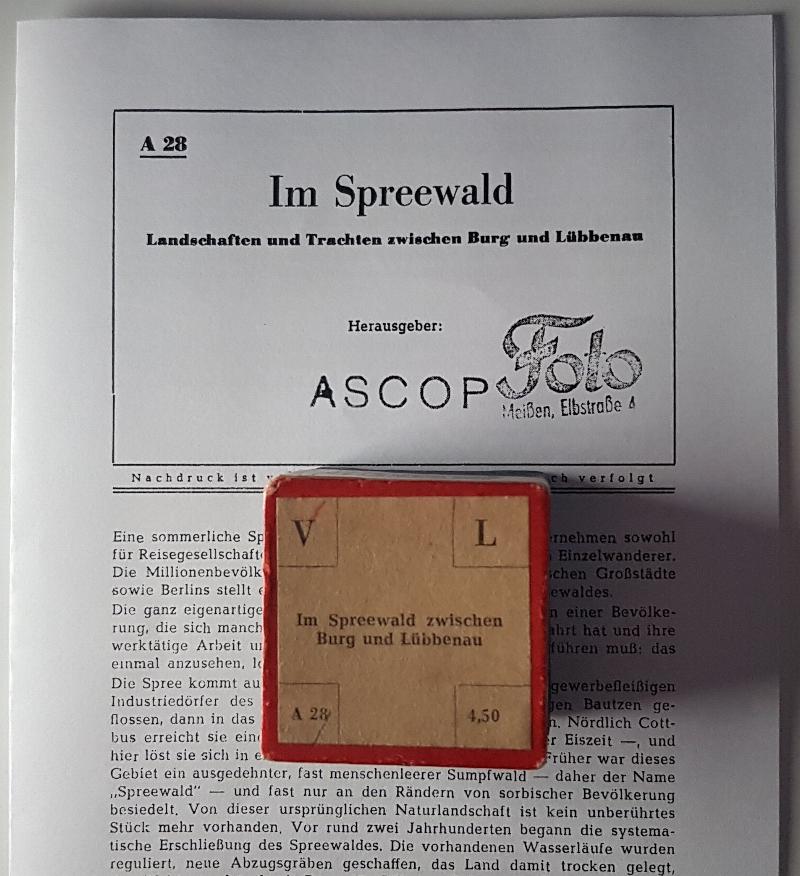 A 28
Im Spreewald
Landschaften und Trachten zwischen Burg und Lübbenau
Herausgeber:
ASCOP Foto
Meißen, Elbstraße 4
Nachdruck ist ch verfolgt
Eine sommerliche Sp rnehmen sowohl
für Reisegesellschaft Einzelwanderer.
Die Millionenbevölk schen Großstädte
sowie Berlins stellt ewaldes.
Die ganz eigenartige n einer Bevölke-
rung, die sich manch ahrt hat und ihre
werktätige Arbeit führen muß: das
einmal anzusehen,
Die Spree kommt au gewerbefleißigen
Industriedörfer des gen Bautzen ge-
flossen, dann in das n. Nördlich Cott-
bus erreicht sie ein r Eiszeit —, und
hier löst sie sich in Früher war dieses
Gebiet ein ausgedehnter, fast menschenleerer Sumpfwald — daher der Name
„Spreewald" — und fast nur an den Rändern von sorbischer Bevölkerung
besiedelt. Von dieser ursprünglichen Naturlandschaft ist kein unberührtes
Stück mehr vorhanden. Vor rund zwei Jahrhunderten begann die systema-
tische Erschließung des Spreewaldes. Die vorhandenen Wasserläufe wurden
reguliert, neue Abzugsgräben geschaffen, das Land damit trocken gelegt,
V L
Im Spreewald zwischen
Burg und Lübbenau
A 28 4,50